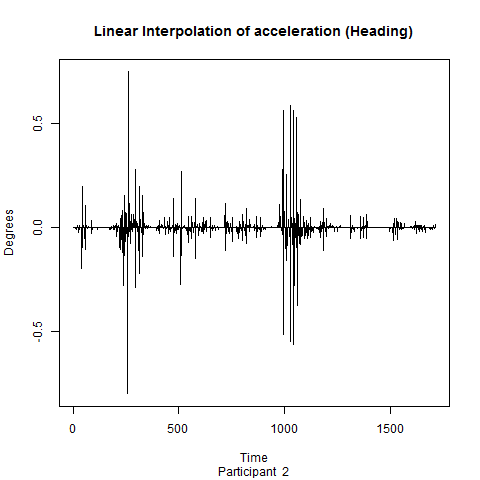 Linear Interpolation of acceleration (Heading)
Degrees
0.5
0.0
-0.5
0
500
1000
1500
Time
Participant 2